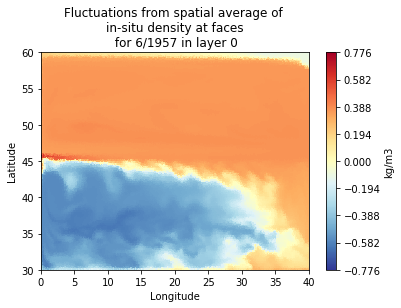 Fluctuations from spatial average of
in-situ density at faces
for 6/1957 in layer 0
60
55
50
45
40
35
30
Latitude
0 5 10 15 20 25 30 35 40
Longitude
0.776
0.582
0.388
0.194
0.000
−0.194
−0.388
−0.582
−0.776
kg/m3